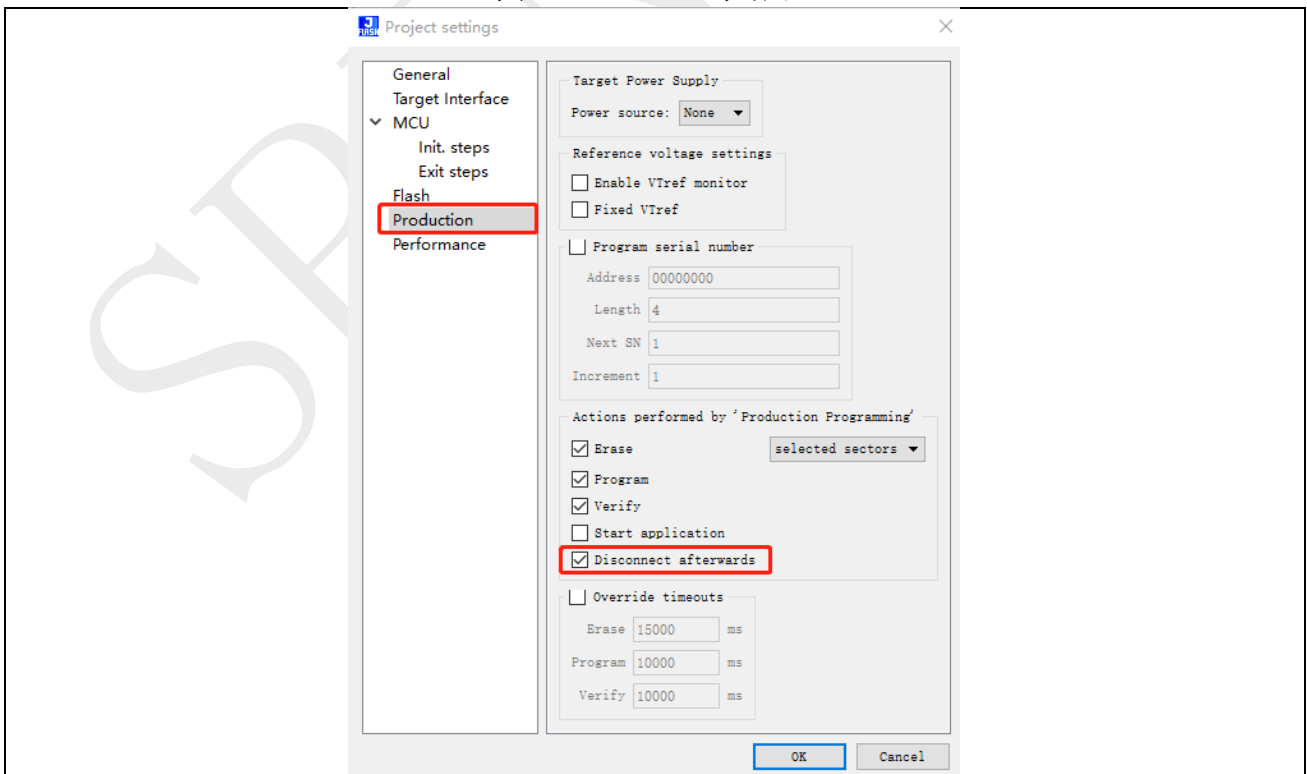 Project settings
General
Target Interface
MCU
Init. steps
Exit steps
Flash
Production
Performance
Target Power Supply
Power source: None
Reference voltage settings
Enable VTref monitor
Fixed VTref
Program serial number
Address 00000000
Length 4
Next SN 1
Increment 1
Actions performed by 'Production Programming'
Erase selected sectors
Program
Verify
Start application
Disconnect afterwards
Override timeouts
Erase 15000 ms
Program 10000 ms
Verify 10000 ms
OK Cancel